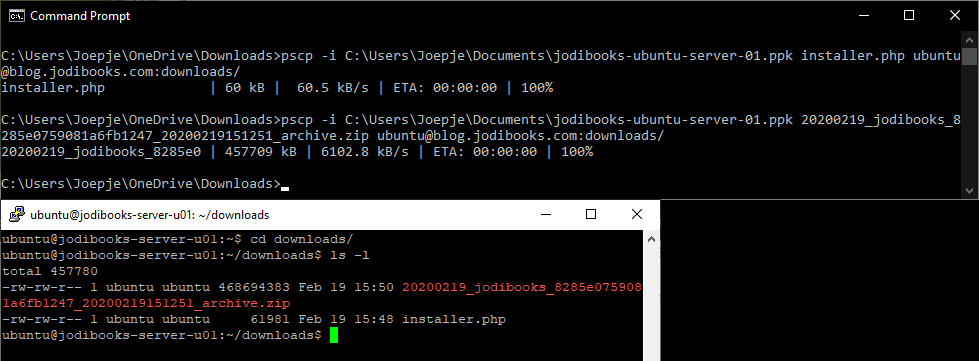 Command Prompt
C:\Users\Joepje\OneDrive\Downloads>pscp -i C:\Users\Joepje\Documents\jodibooks-ubuntu-server-01.ppk installer.php ubuntu
@blog.jodibooks.com:downloads/
installer.php             | 60 kB |  60.5 kB/s | ETA: 00:00:00 | 100%
C:\Users\Joepje\OneDrive\Downloads>pscp -i C:\Users\Joepje\Documents\jodibooks-ubuntu-server-01.ppk 20200219_jodibooks_8
285e0759081a6fb1247_20200219151251_archive.zip ubuntu@blog.jodibooks.com:downloads/
20200219_jodibooks_8285e0 | 457709 kB | 6102.8 kB/s | ETA: 00:00:00 | 100%
C:\Users\Joepje\OneDrive\Downloads>
ubuntu@jodibooks-server-u01: ~/downloads
ubuntu@jodibooks-server-u01:~$ cd downloads/
ubuntu@jodibooks-server-u01:~/downloads$ ls -l
total 457780
-rw-rw-r-- 1 ubuntu ubuntu 468694383 Feb 19 15:50 20200219_jodibooks_8285e075908
1a6fb1247_20200219151251_archive.zip
-rw-rw-r-- 1 ubuntu ubuntu     61981 Feb 19 15:48 installer.php
ubuntu@jodibooks-server-u01:~/downloads$